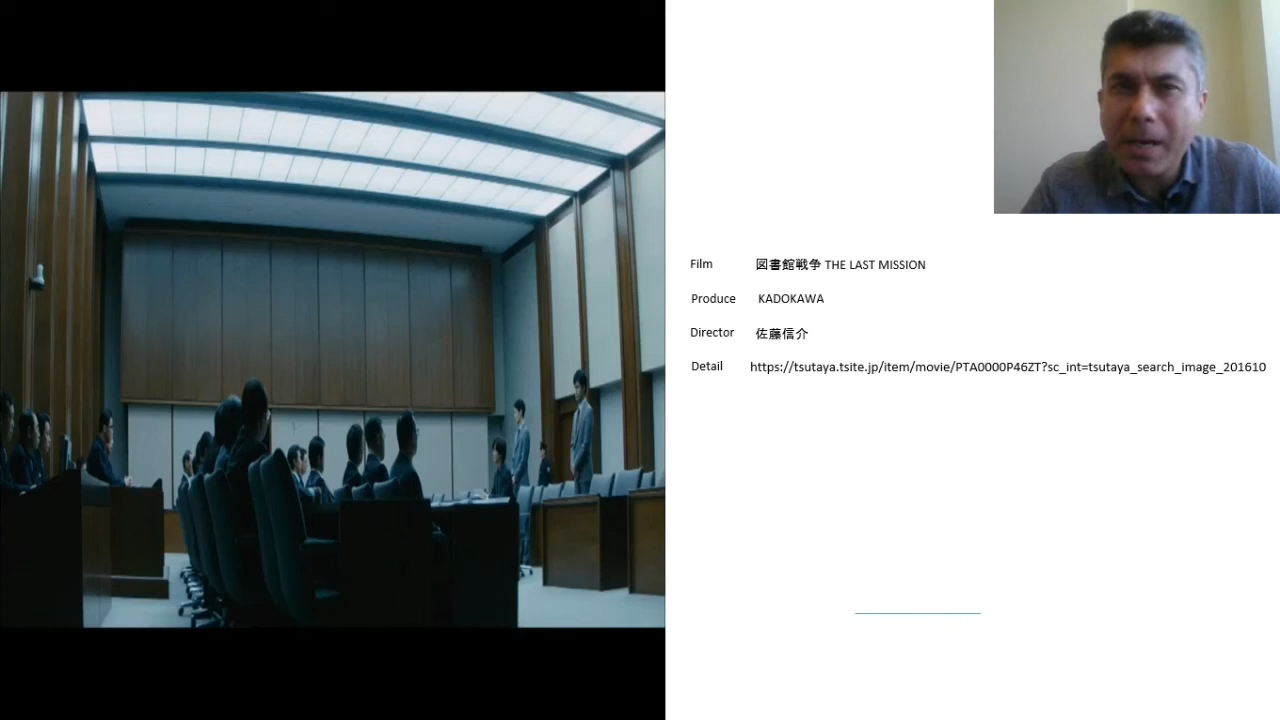 Film 図書館戦争 THE LAST MISSION
Produce KADOKAWA
Director 佐藤信介
Detail https://tsutaya.tsite.jp/item/movie/PTA0000P46ZT?sc_int=tsutaya_search_image_201610